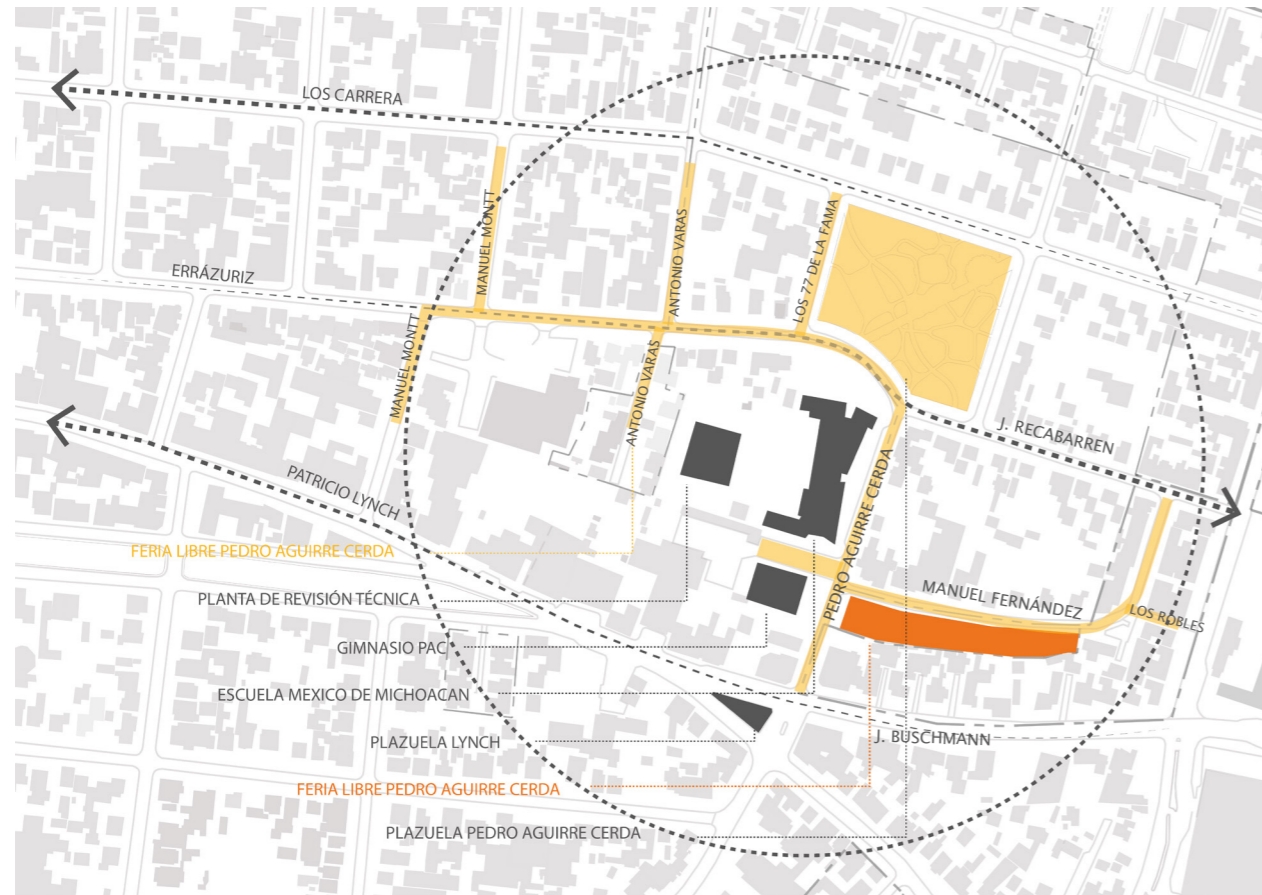 LOS CARRERA
MANUEL MONTT
ANTONIO VARAS
LOS 77 DE LA FAMA
ERRÁZURIZ
MANUEL MONTT
ANTONIO VARAS
J. RECABARREN
PATRICIO LYNCH
PEDRO AGUIRRE CERDA
FERIA LIBRE PEDRO AGUIRRE CERDA
MANUEL FERNÁNDEZ
PLANTA DE REVISIÓN TÉCNICA
LOS ROBLES
GIMNASIO PAC
ESCUELA MEXICO DE MICHOACAN
PLAZUELA LYNCH
J. BUSCHMANN
FERIA LIBRE PEDRO AGUIRRE CERDA
PLAZUELA PEDRO AGUIRRE CERDA